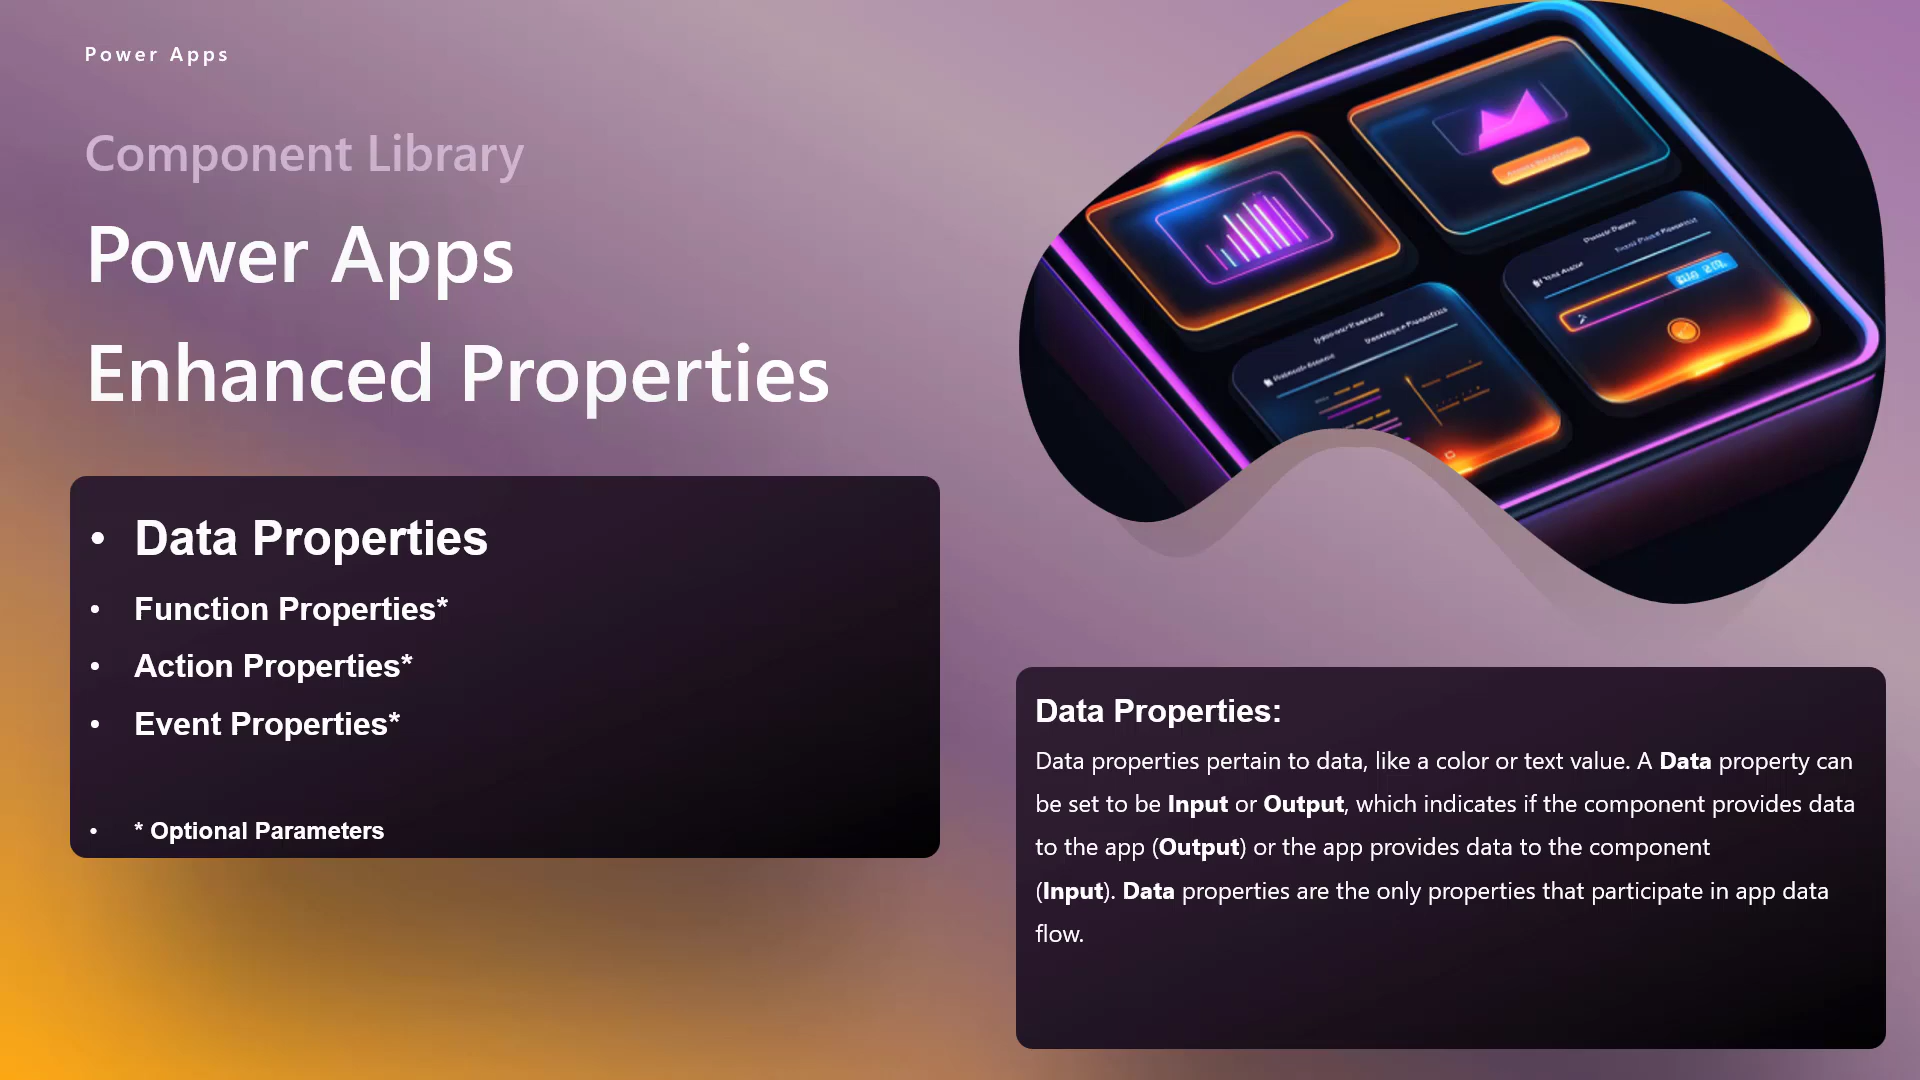 Power Apps
Component Library
Power Apps
Enhanced Properties
• Data Properties
• Function Properties*
• Action Properties*
• Event Properties*
• * Optional Parameters
Data Properties:
Data properties pertain to data, like a color or text value. A Data property can
be set to be Input or Output, which indicates if the component provides data
to the app (Output) or the app provides data to the component
(Input). Data properties are the only properties that participate in app data
flow.